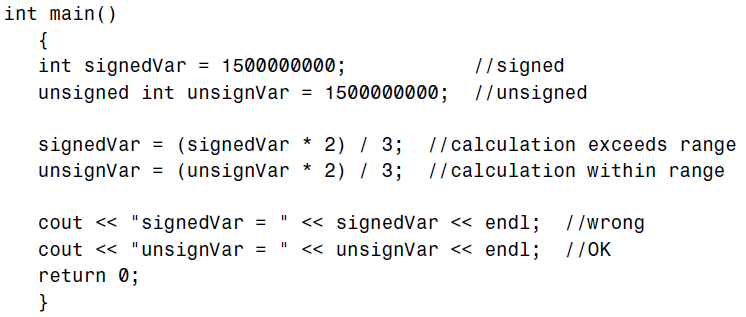 int main()
{
int signedVar = 1500000000; //signed
unsigned int unsignVar = 1500000000; //unsigned
signedVar = (signedVar * 2) / 3; //calculation exceeds range
unsignVar = (unsignVar * 2) / 3; //calculation within range
cout << "signedVar = " << signedVar << endl; //wrong
cout << "unsignVar = " << unsignVar << endl; //OK
return 0;
}